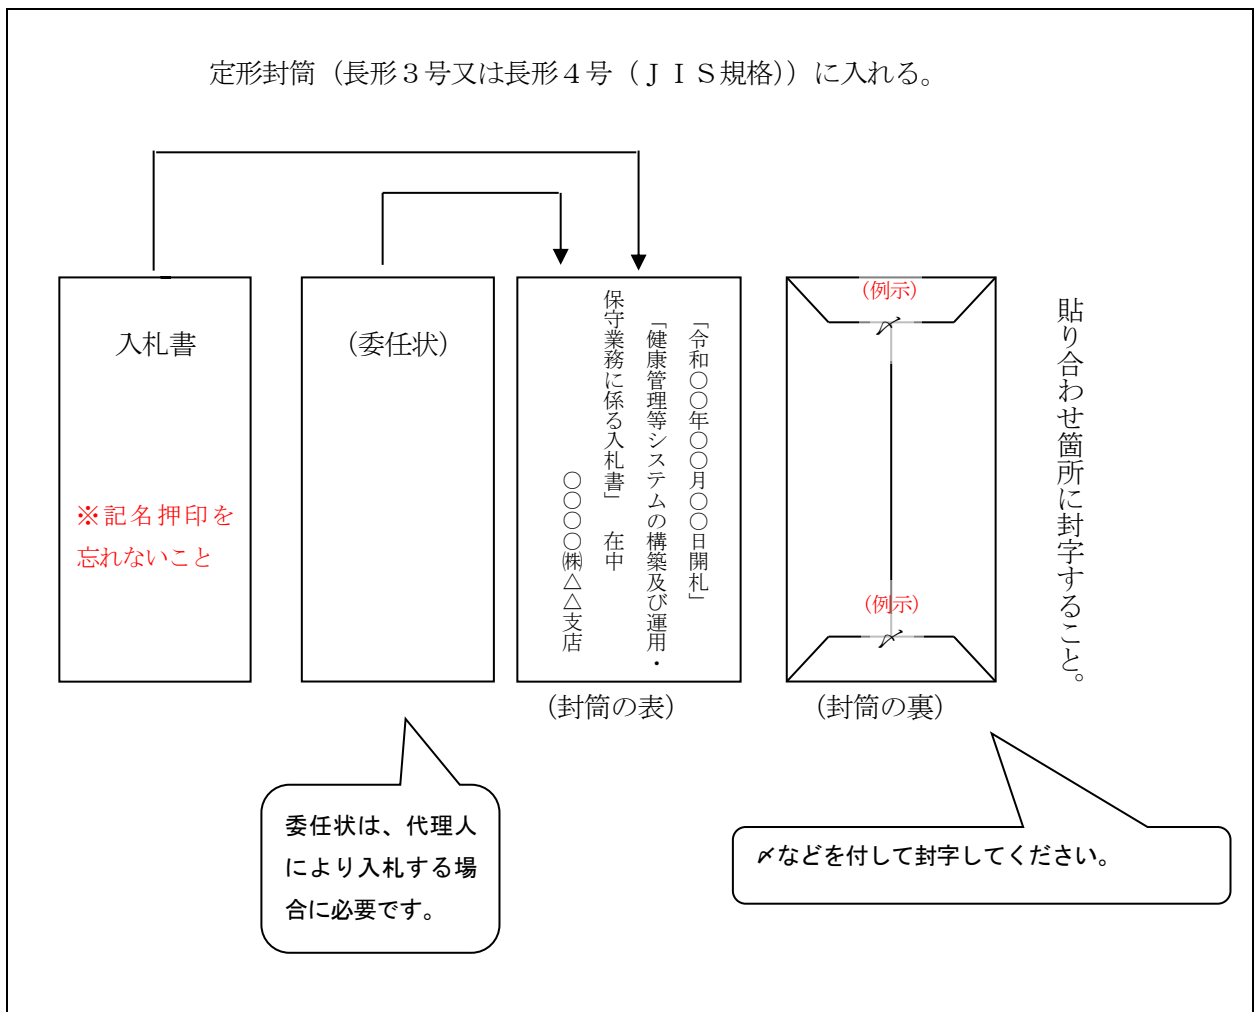 定形封筒（長形３号又は長形４号（ＪＩＳ規格））に入れる。
入札書
※記名押印を
忘れないこと
（委任状）
「令和〇〇年〇〇月〇〇日開札」
「健康管理等システムの構築及び運用・
保守業務に係る入札書」　在中
〇〇〇〇㈱△△支店
（封筒の表）
（例示）
〆
（例示）
〆
（封筒の裏）
貼り合わせ箇所に封字すること。
委任状は、代理人
により入札する場
合に必要です。
〆などを付して封字してください。